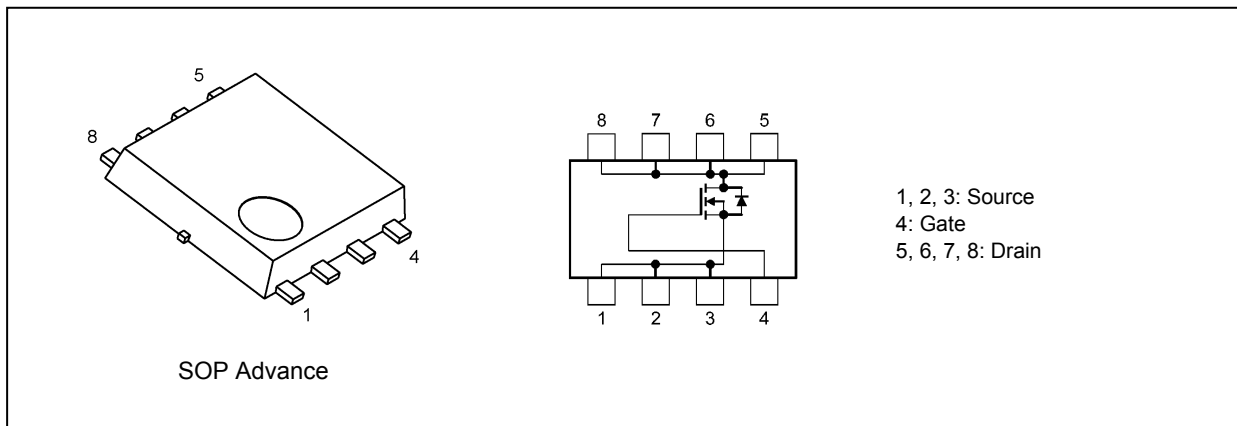 5
8
4
1
SOP Advance
8 7 6 5
1 2 3 4
1, 2, 3: Source
4: Gate
5, 6, 7, 8: Drain